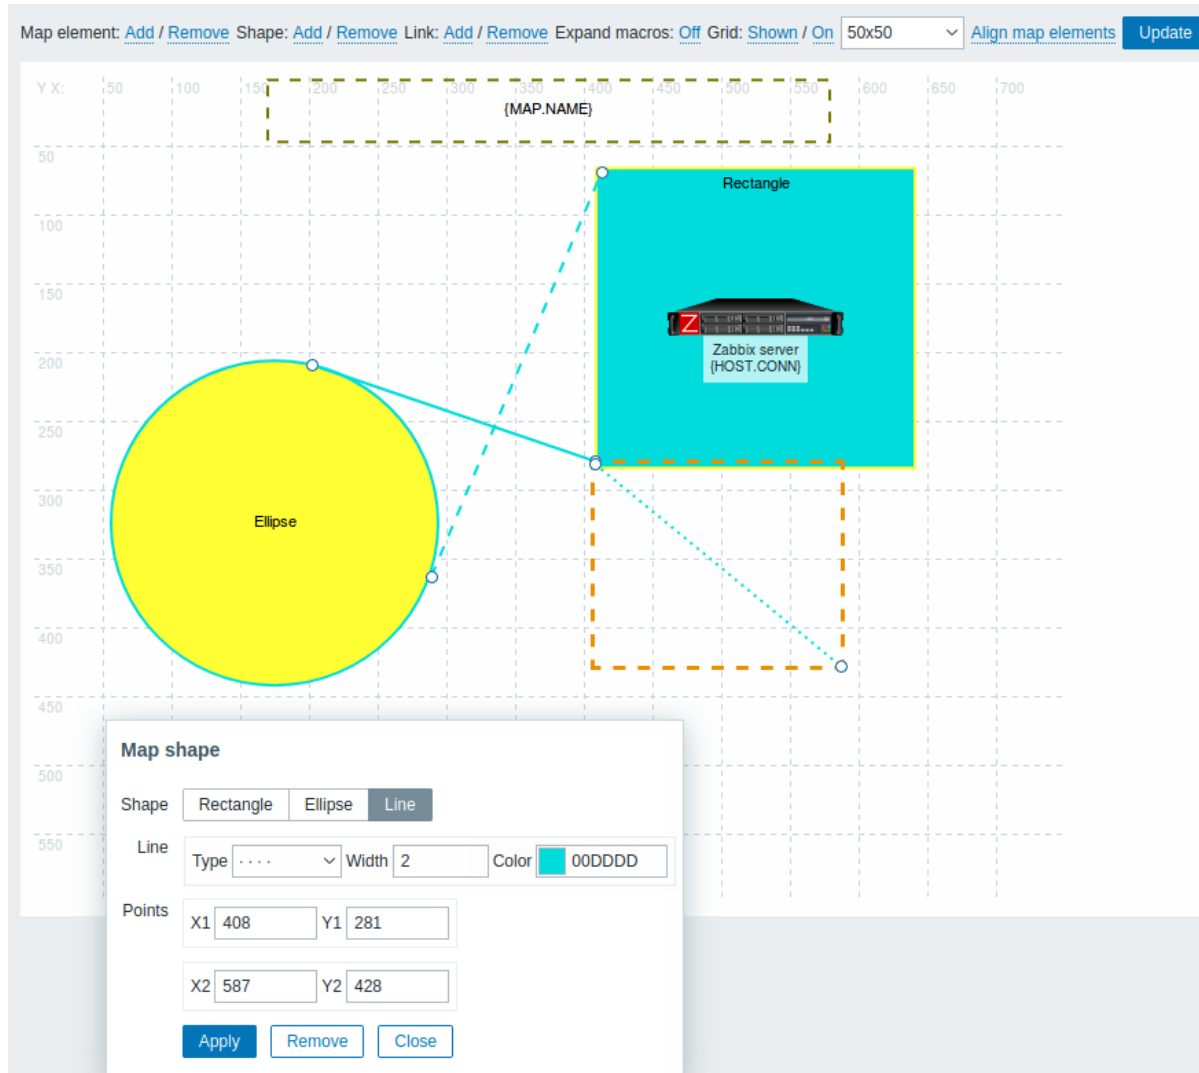 Map element: Add / Remove Shape: Add / Remove Link: Add / Remove Expand macros: Off Grid: Shown / On 50x50 Align map elements Update
Y X: 50 100 150 200 250 300 350 400 450 500 550 600 650 700
{MAP.NAME}
50
Rectangle
100
150
Z
Zabbix server
200
{HOST.CONN}
250
300
Ellipse
350
400
450
Map shape
500
Shape Rectangle Ellipse Line
550
Line Type Width 2 Color 00DDDD
Points X1 408 Y1 281
X2 587 Y2 428
Apply Remove Close